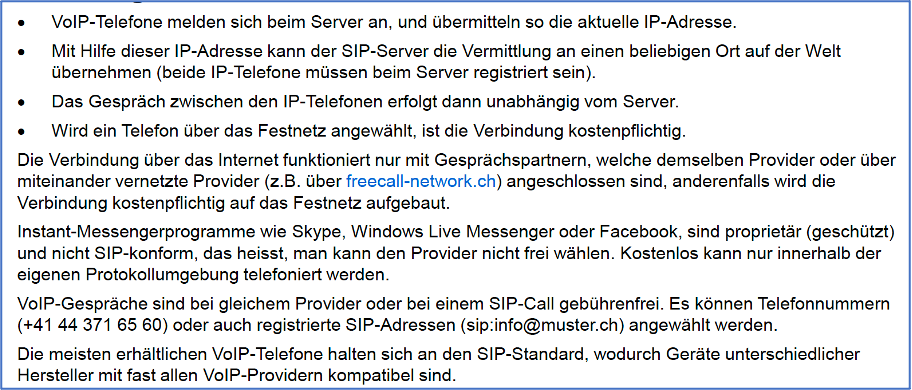 • VoIP-Telefone melden sich beim Server an, und übermitteln so die aktuelle IP-Adresse.
• Mit Hilfe dieser IP-Adresse kann der SIP-Server die Vermittlung an einen beliebigen Ort auf der Welt
übernehmen (beide IP-Telefone müssen beim Server registriert sein).
• Das Gespräch zwischen den IP-Telefonen erfolgt dann unabhängig vom Server.
• Wird ein Telefon über das Festnetz angewählt, ist die Verbindung kostenpflichtig.
Die Verbindung über das Internet funktioniert nur mit Gesprächspartnern, welche demselben Provider oder über
miteinander vernetzte Provider (z.B. über freecall-network.ch) angeschlossen sind, anderenfalls wird die
Verbindung kostenpflichtig auf das Festnetz aufgebaut.
Instant-Messengerprogramme wie Skype, Windows Live Messenger oder Facebook, sind proprietär (geschützt)
und nicht SIP-konform, das heisst, man kann den Provider nicht frei wählen. Kostenlos kann nur innerhalb der
eigenen Protokollumgebung telefoniert werden.
VoIP-Gespräche sind bei gleichem Provider oder bei einem SIP-Call gebührenfrei. Es können Telefonnummern
(+41 44 371 65 60) oder auch registrierte SIP-Adressen (sip:info@muster.ch) angewählt werden.
Die meisten erhältlichen VoIP-Telefone halten sich an den SIP-Standard, wodurch Geräte unterschiedlicher
Hersteller mit fast allen VoIP-Providern kompatibel sind.